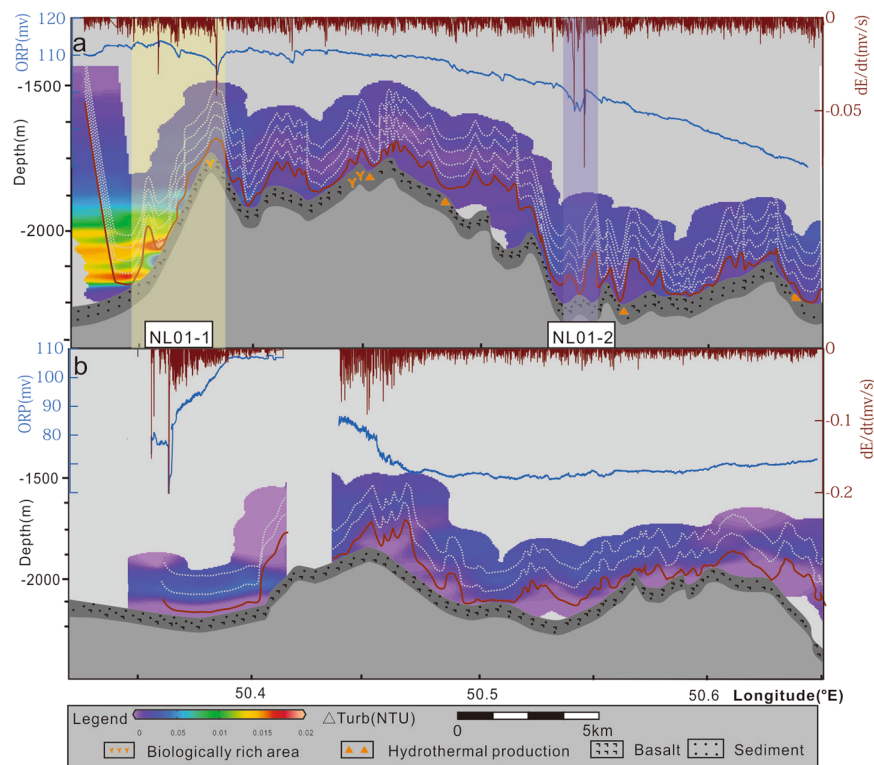 ORP(mv)
120
110
a
0
-0.05
dE/dt(mv/s)
Depth(m)
-1500
-2000
NL01-1
NL01-2
b
ORP(mv)
110
100
90
80
0
-0.1
-0.2
dE/dt(mv/s)
Depth(m)
-1500
-2000
50.4 50.5 50.6 Longitude(°E)
Legend △Turb(NTU)
0 0.005 0.01 0.015 0.02
5km
Biologically rich area Hydrothermal production Basalt Sediment